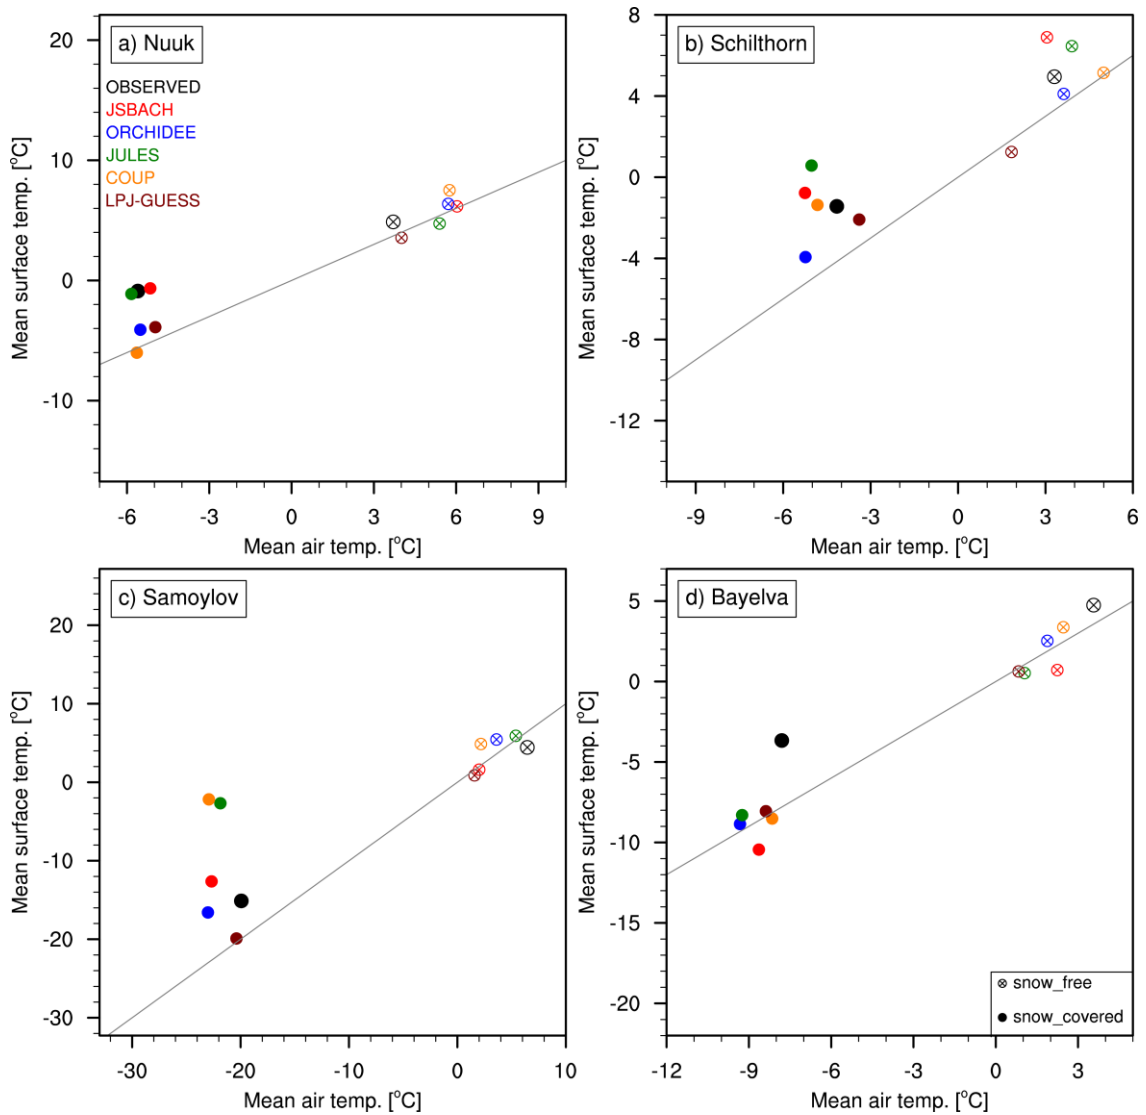 a) Nuuk
OBSERVED
JSBACH
ORCHIDEE
JULES
COUP
LPJ-GUESS
20
10
0
-10
Mean surface temp. [°C]
-6 -3 0 3 6 9
Mean air temp. [°C]
b) Schilthorn
8
4
0
-4
-8
-12
Mean surface temp. [°C]
-9 -6 -3 0 3 6
Mean air temp. [°C]
c) Samoylov
20
10
0
-10
-20
-30
Mean surface temp. [°C]
-30 -20 -10 0 10
Mean air temp. [°C]
d) Bayelva
5
0
-5
-10
-15
-20
Mean surface temp. [°C]
snow_free
snow_covered
-12 -9 -6 -3 0 3
Mean air temp. [°C]